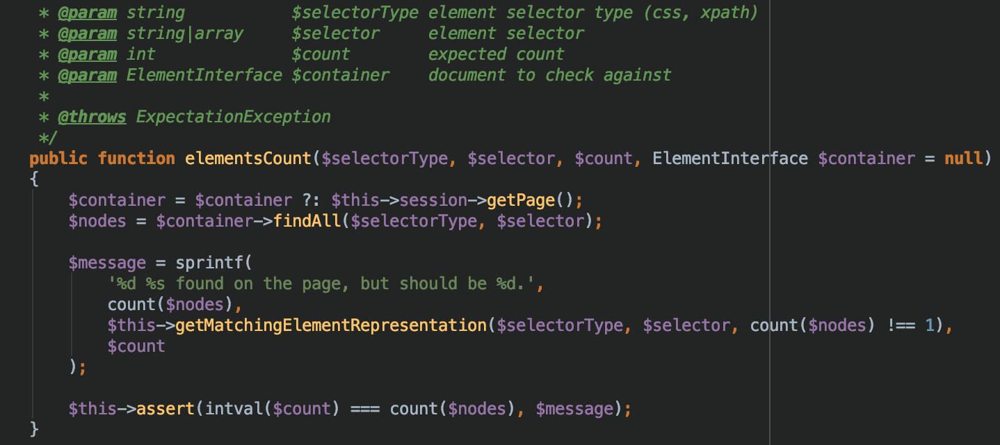 * @param string $selectorType element selector type (css, xpath)
* @param string|array $selector element selector
* @param int $count expected count
* @param ElementInterface $container document to check against
*
* @throws ExpectationException
*/
public function elementsCount($selectorType, $selector, $count, ElementInterface $container = null)
{
$container = $container ?: $this->session->getPage();
$nodes = $container->findAll($selectorType, $selector);
$message = sprintf(
'%d %s found on the page, but should be %d.',
count($nodes),
$this->getMatchingElementRepresentation($selectorType, $selector, count($nodes) !== 1),
$count
);
$this->assert(intval($count) === count($nodes), $message);
}